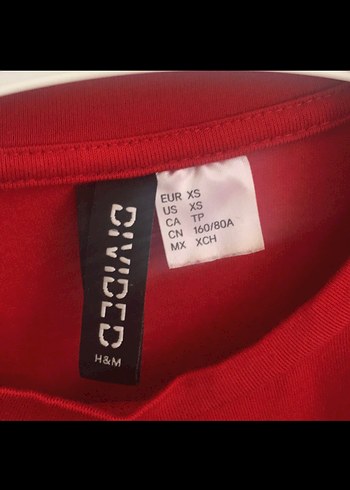 DIVIDED
H&M
EUR XS
US XS
CA TP
CN 160/80A
MX XCH